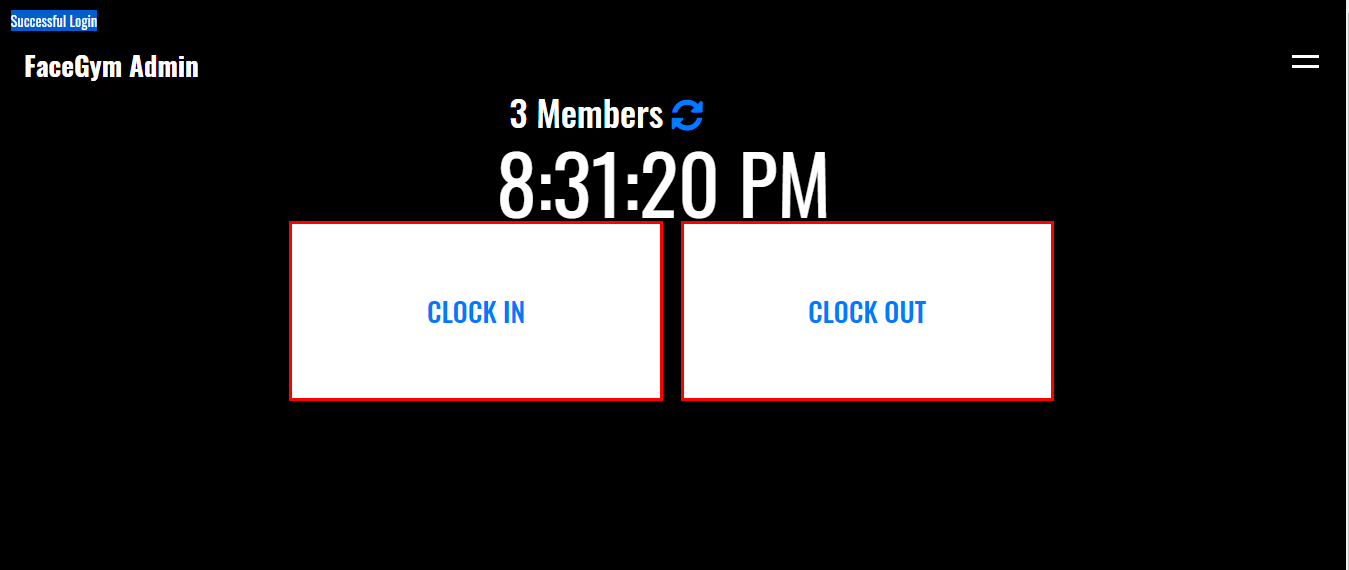 Successful Login
FaceGym Admin
3 Members
8:31:20 PM
CLOCK IN
CLOCK OUT